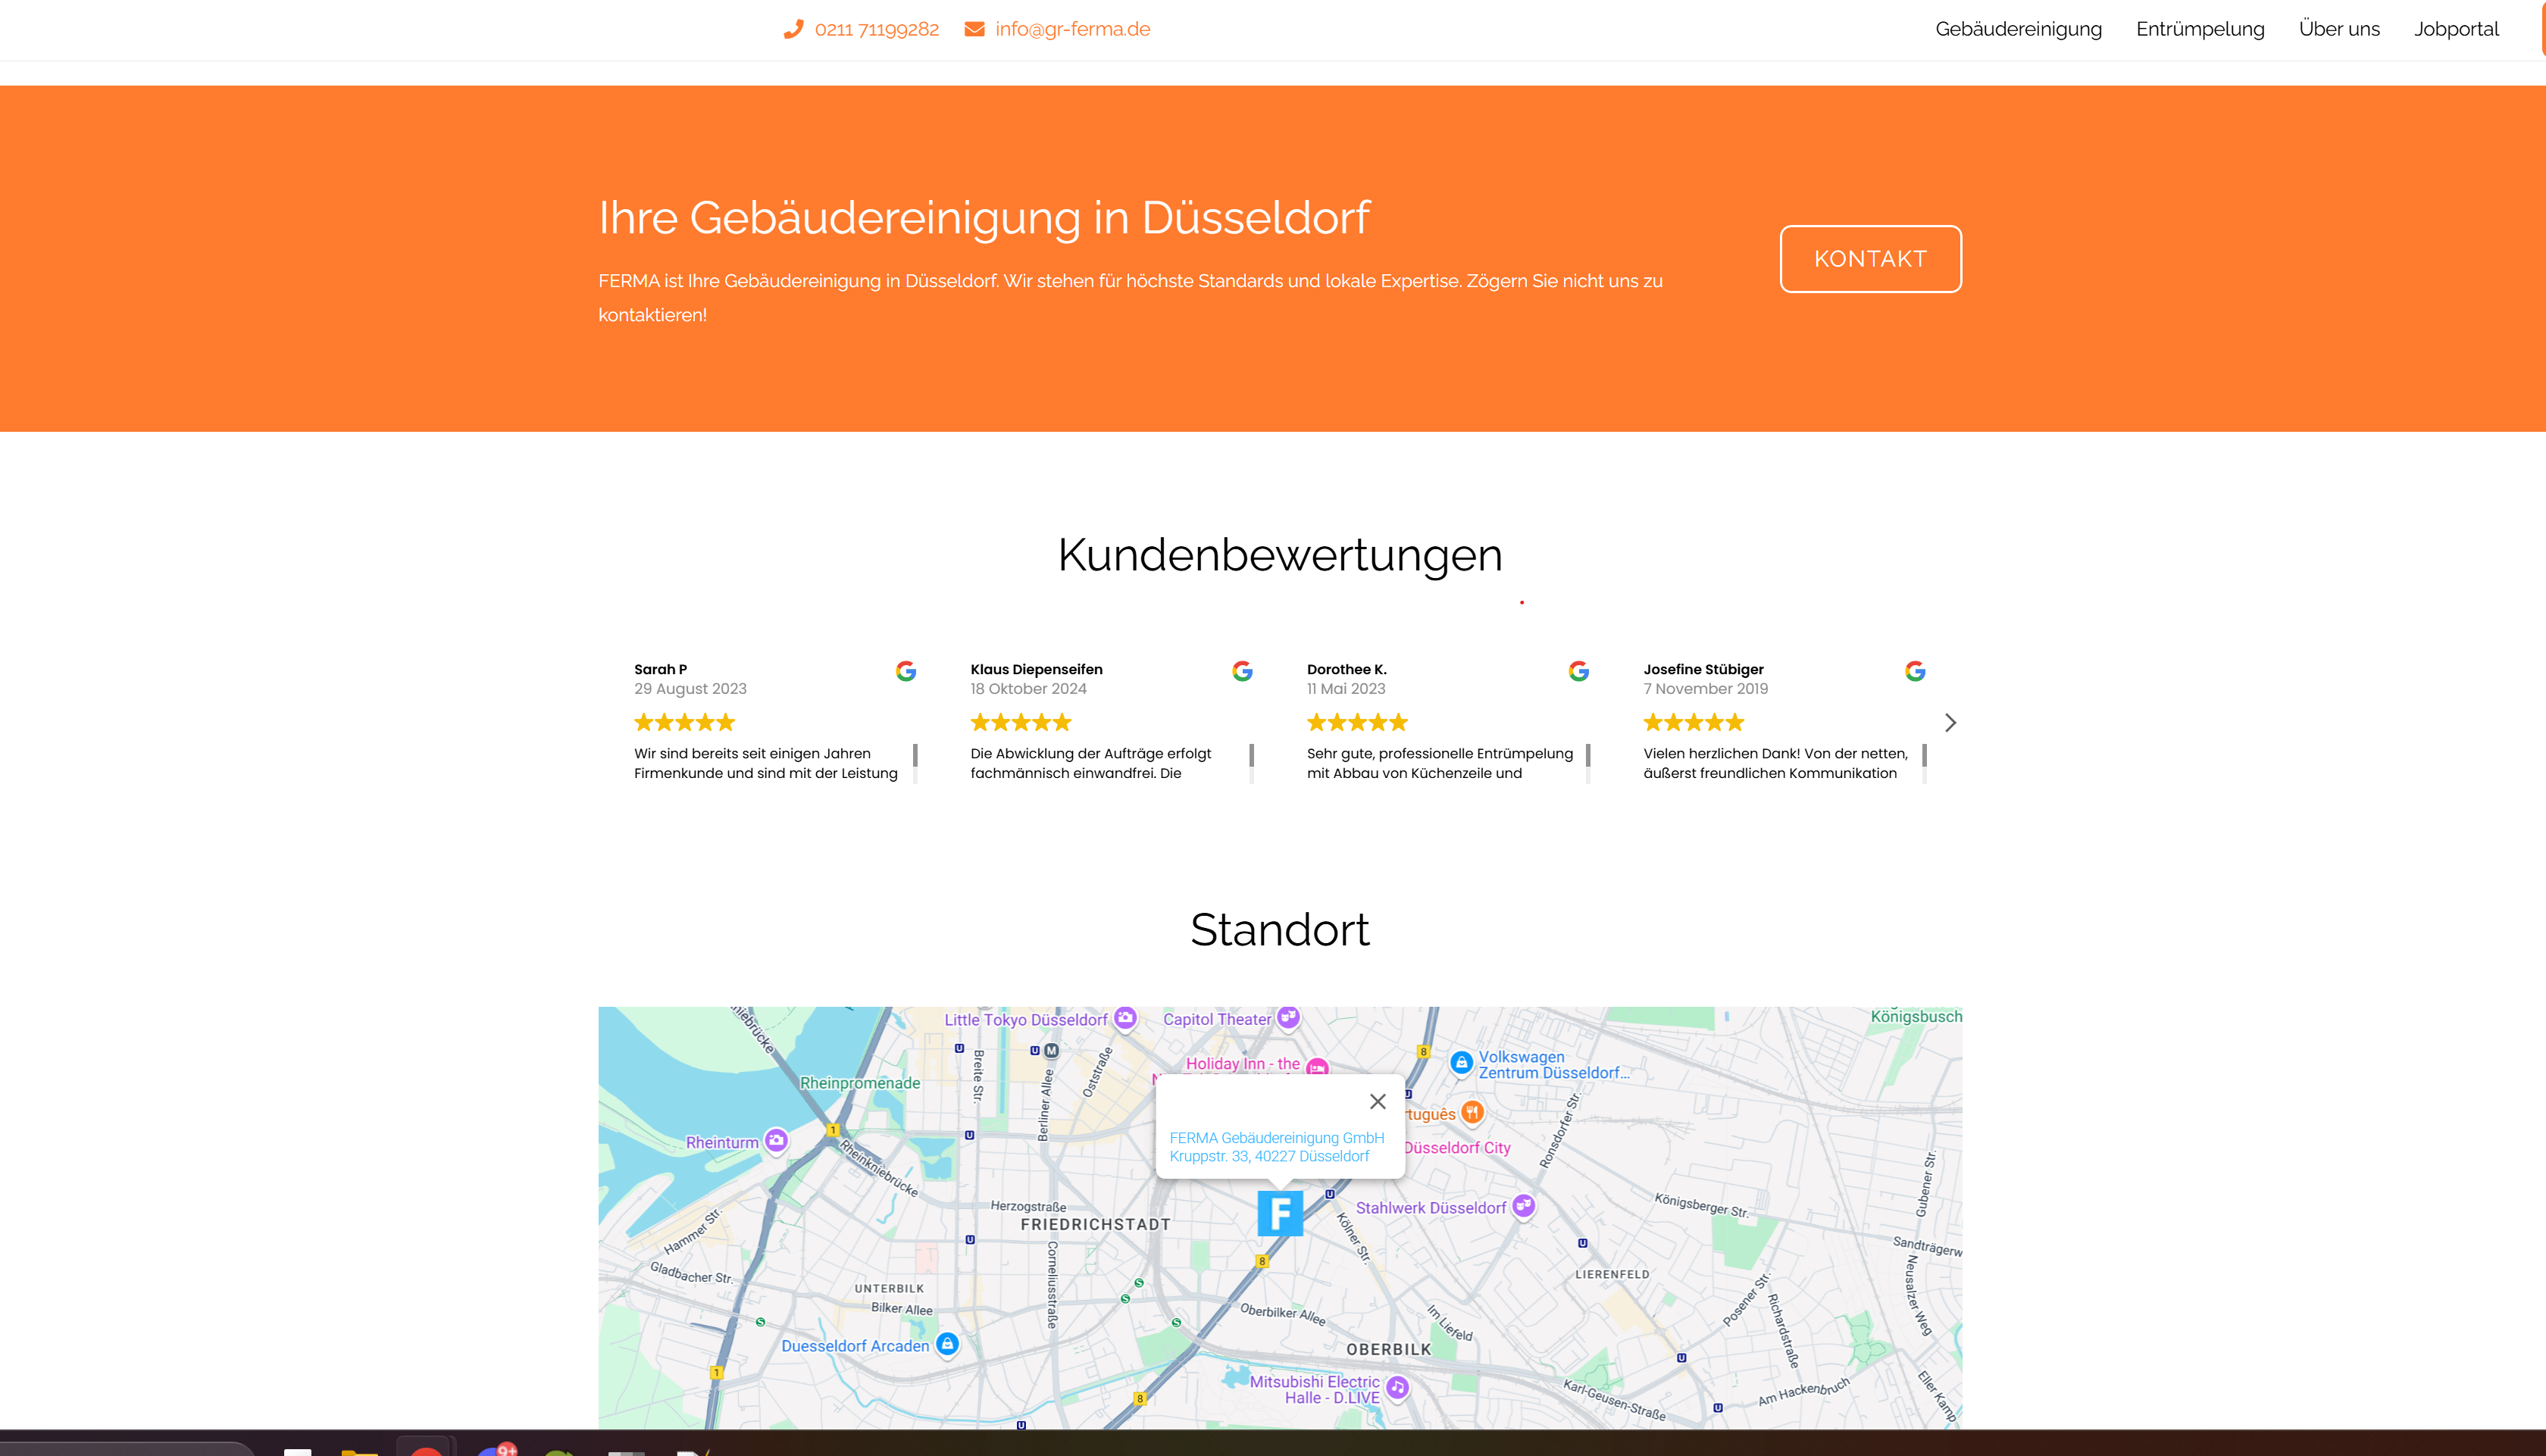 0211 71199282
info@gr-ferma.de
Gebäudereinigung
Entrümpelung
Über uns
Jobportal
Ihre Gebäudereinigung in Düsseldorf
FERMA ist Ihre Gebäudereinigung in Düsseldorf. Wir stehen für höchste Standards und lokale Expertise. Zögern Sie nicht uns zu
kontaktieren!
KONTAKT
Kundenbewertungen
Sarah P
29 August 2023
Wir sind bereits seit einigen Jahren
Firmenkunde und sind mit der Leistung
Klaus Diepenseifen
18 Oktober 2024
Die Abwicklung der Aufträge erfolgt
fachmännisch einwandfrei. Die
Dorothee K.
11 Mai 2023
Sehr gute, professionelle Entrümpelung
mit Abbau von Küchenzeile und
Josefine Stübiger
7 November 2019
Vielen herzlichen Dank! Von der netten,
äußerst freundlichen Kommunikation
Standort
Little Tokyo Düsseldorf
Capitol Theater
Königsbusch
Holiday Inn - the
Volkswagen
Zentrum Düsseldorf...
Rheinpromenade
Breite Str.
Berliner Allee
Oststraße
M
8
1
Rheinturm
Rheinkniebrücke
tuguês
Düsseldorf City
Ronsdorfer Str.
FERMA Gebäudereinigung GmbH
Kruppstr. 33, 40227 Düsseldorf
F
Gubener Str.
Königsberger Str.
Stahlwerk Düsseldorf
Herzogstraße
FRIEDRICHSTADT
Hammer Str.
Kölner Str.
Sandträgerw
Gladbacher Str.
Corneliusstraße
8
LIERENFELD
Neusalzer Weg
UNTERBILK
Bilker Allee
Oberbilker Allee
Im Liefeld
Posener Str.
Richardstraße
Duesseldorf Arcaden
OBERBILK
1
8
Mitsubishi Electric
Halle - D.LIVE
Karl-Geusen-Straße
Am Hackenbruch
Eller Kamp
9+